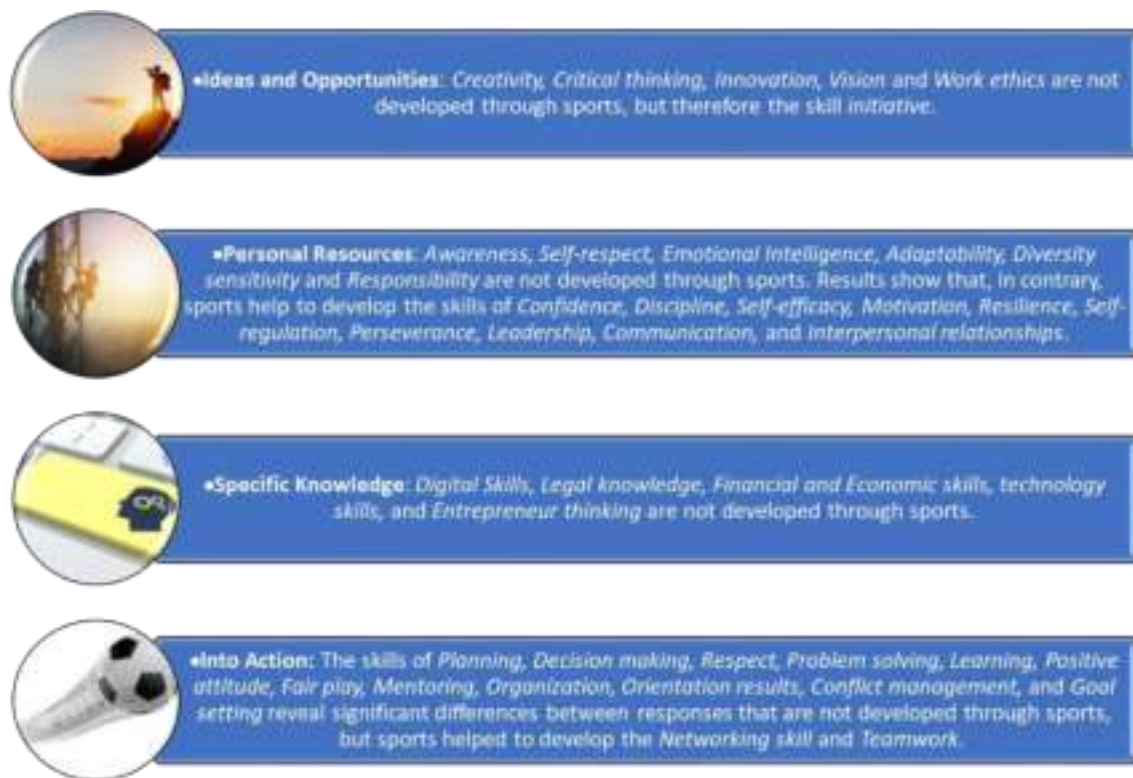 •Ideas and Opportunities: Creativity, Critical thinking, Innovation, Vision and Work ethics are not
developed through sports, but therefore the skill initiative.
•Personal Resources: Awareness, Self-respect, Emotional Intelligence, Adaptability, Diversity
sensitivity and Responsibility are not developed through sports. Results show that, in contrary,
sports help to develop the skills of Confidence, Discipline, Self-efficacy, Motivation, Resilience, Self-
regulation, Perseverance, Leadership, Communication, and Interpersonal relationships.
•Specific Knowledge: Digital Skills, Legal knowledge, Financial and Economic skills, technology
skills, and Entrepreneur thinking are not developed through sports.
•Into Action: The skills of Planning, Decision making, Respect, Problem solving, Learning, Positive
attitude, Fair play, Mentoring, Organization, Orientation results, Conflict management, and Goal
setting reveal significant differences between responses that are not developed through sports,
but sports helped to develop the Networking skill and Teamwork.